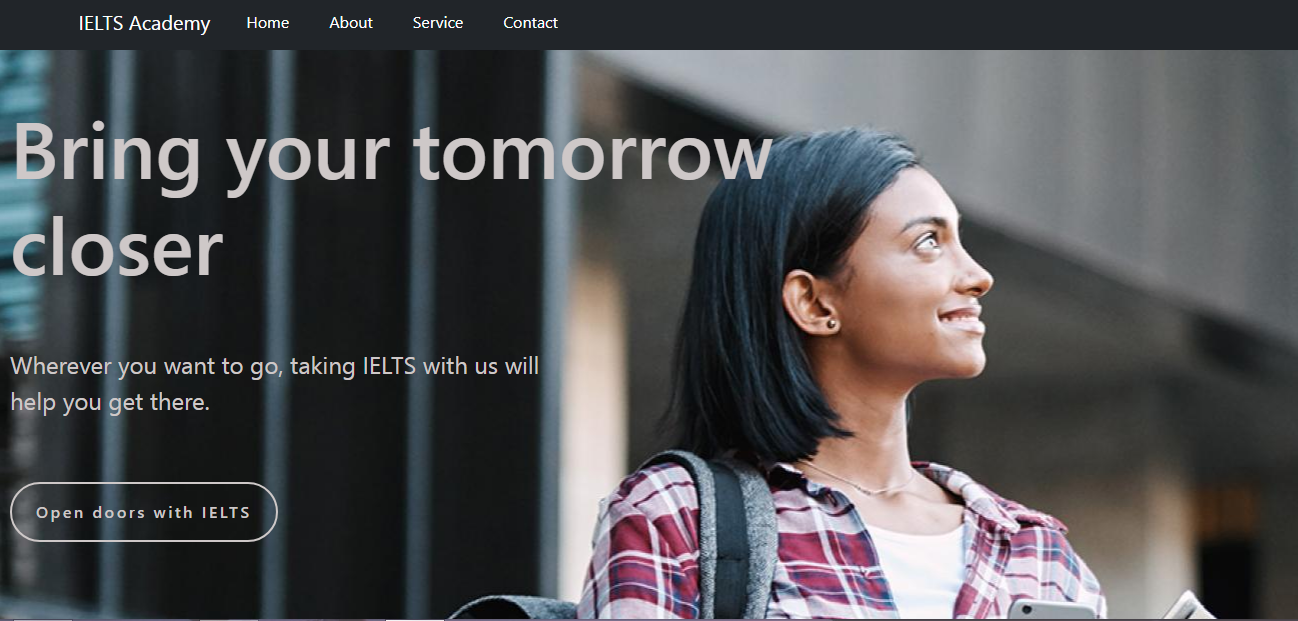 IELTS Academy Home About Service Contact
Bring your tomorrow
closer
Wherever you want to go, taking IELTS with us will
help you get there.
Open doors with IELTS